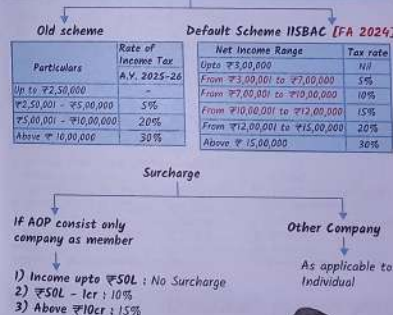 Old scheme
Default Scheme IISBAC [FA 2024]
Particulars
Rate of
Income Tax
A.Y. 2025-26
Up to ₹2,50,000
-
₹2,50,001 - ₹5,00,000
5%
₹5,00,001 - ₹10,00,000
20%
Above ₹ 10,00,000
30%
Net Income Range
Tax rate
Upto ₹3,00,000
Nil
From ₹3,00,001 to ₹7,00,000
5%
From ₹7,00,001 to ₹10,00,000
10%
From ₹10,00,001 to ₹12,00,000
15%
From ₹12,00,001 to ₹15,00,000
20%
Above ₹ 15,00,000
30%
Surcharge
If AOP consist only
company as member
1) Income upto ₹50L : No Surcharge
2) ₹50L - 1cr : 10%
3) Above ₹10cr : 15%
Other Company
As applicable to
Individual